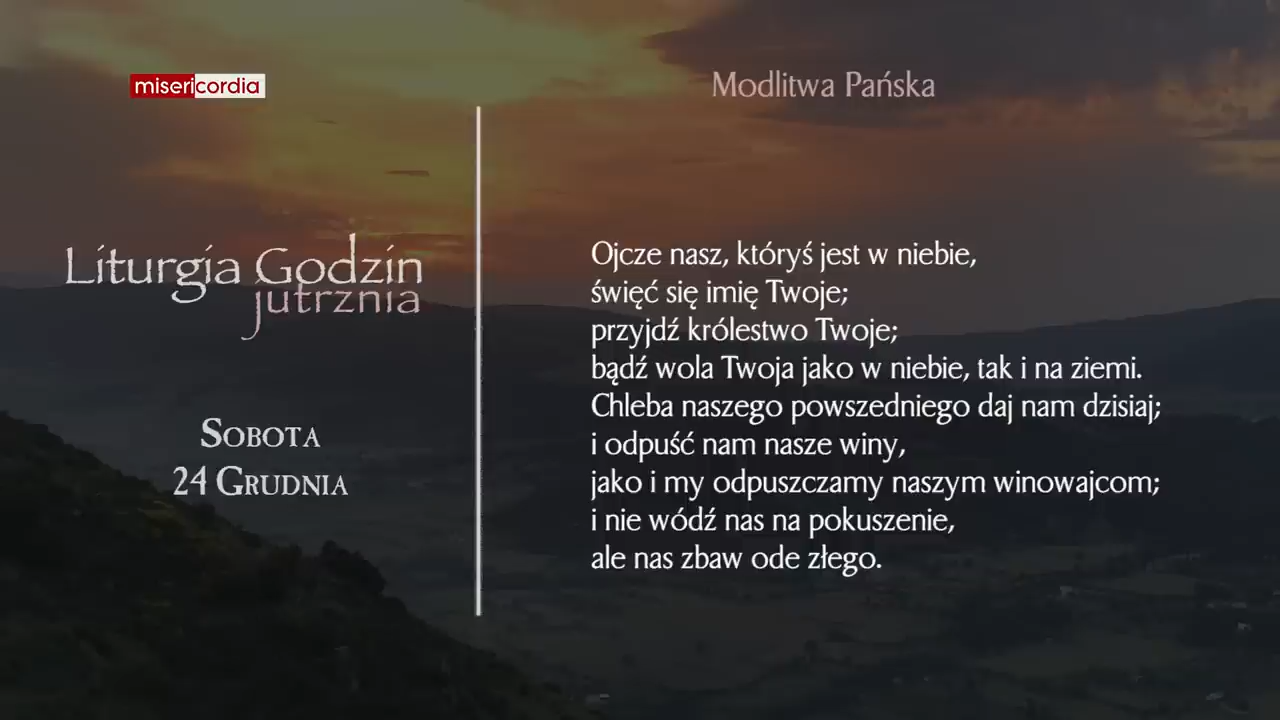 misericordia
Liturgia Godzin
jutrznia
Sobota
24 Grudnia
Modlitwa Pańska
Ojcze nasz, któryś jest w niebie,
święć się imię Twoje;
przyjdź królestwo Twoje;
bądź wola Twoja jako w niebie, tak i na ziemi.
Chleba naszego powszedniego daj nam dzisiaj;
i odpuść nam nasze winy,
jako i my odpuszczamy naszym winowajcom;
i nie wódź nas na pokuszenie,
ale nas zbaw ode złego.